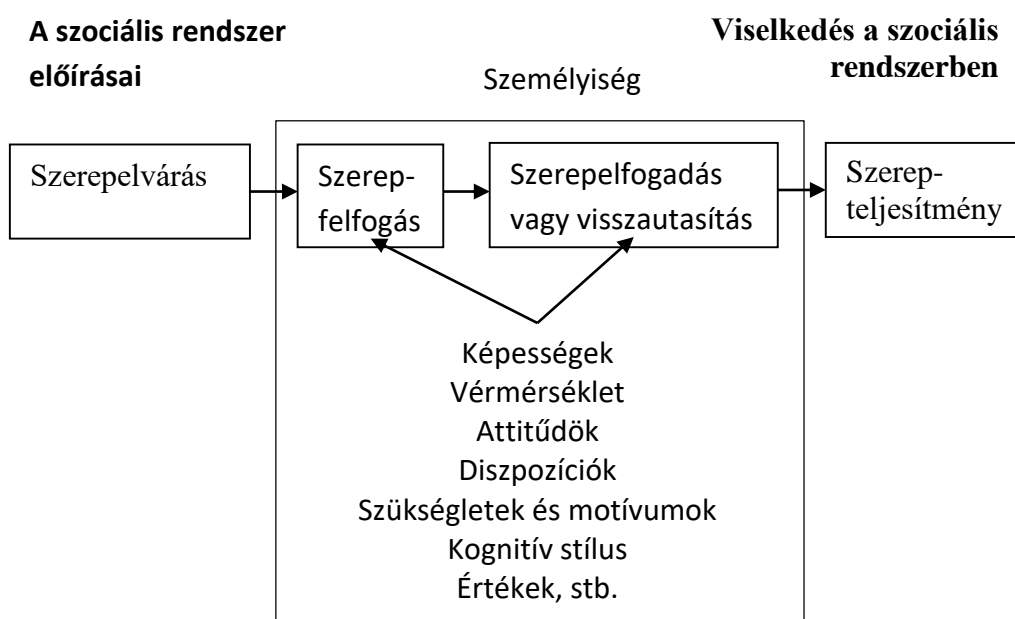 A szociális rendszer
előírásai
Viselkedés a szociális
rendszerben
Személyiség
Szerepelvárás
Szerep-
felfogás
Szerepelfogadás
vagy visszautasítás
Szerep-
teljesítmény
Képességek
Vérmérséklet
Attitűdök
Diszpozíciók
Szükségletek és motívumok
Kognitív stílus
Értékek, stb.